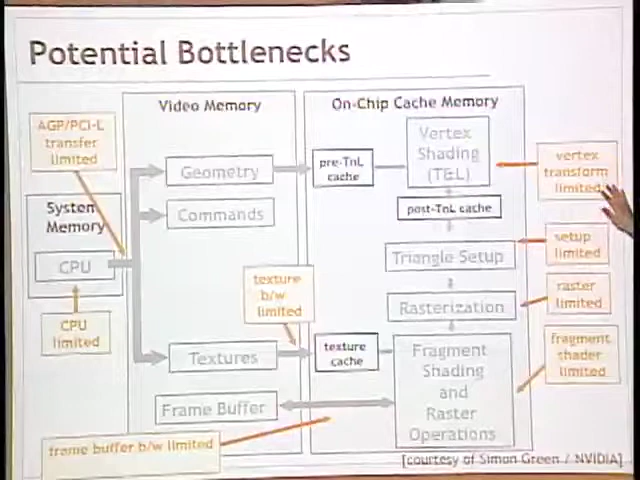 Potential Bottlenecks
Video Memory
On-Chip Cache Memory
AGP/PCI-L
transfer
limited
System
Memory
CPU
CPU
limited
Geometry
Commands
texture
b/w
limited
Textures
Frame Buffer
frame buffer b/w limited
pre-TnL
cache
Vertex
Shading
(T&L)
post-TnL cache
Triangle Setup
Rasterization
texture
cache
Fragment
Shading
and
Raster
Operations
vertex
transform
limited
setup
limited
raster
limited
fragment
shader
limited
[courtesy of Simon Green / NVIDIA]